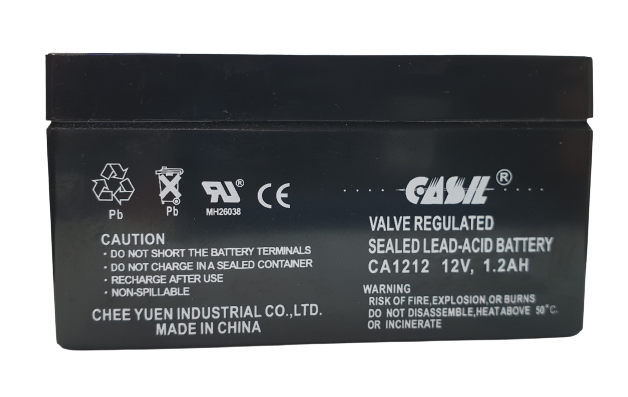 Pb
Pb
MH26038
CE
CASIL®
VALVE REGULATED
SEALED LEAD-ACID BATTERY
CA1212 12V, 1.2AH
CAUTION
• DO NOT SHORT THE BATTERY TERMINALS
• DO NOT CHARGE IN A SEALED CONTAINER
• RECHARGE AFTER USE
• NON-SPILLABLE
CHEE YUEN INDUSTRIAL CO.,LTD.
MADE IN CHINA
WARNING
RISK OF FIRE,EXPLOSION,OR BURNS
DO NOT DISASSEMBLE,HEAT ABOVE 50°C.
OR INCINERATE